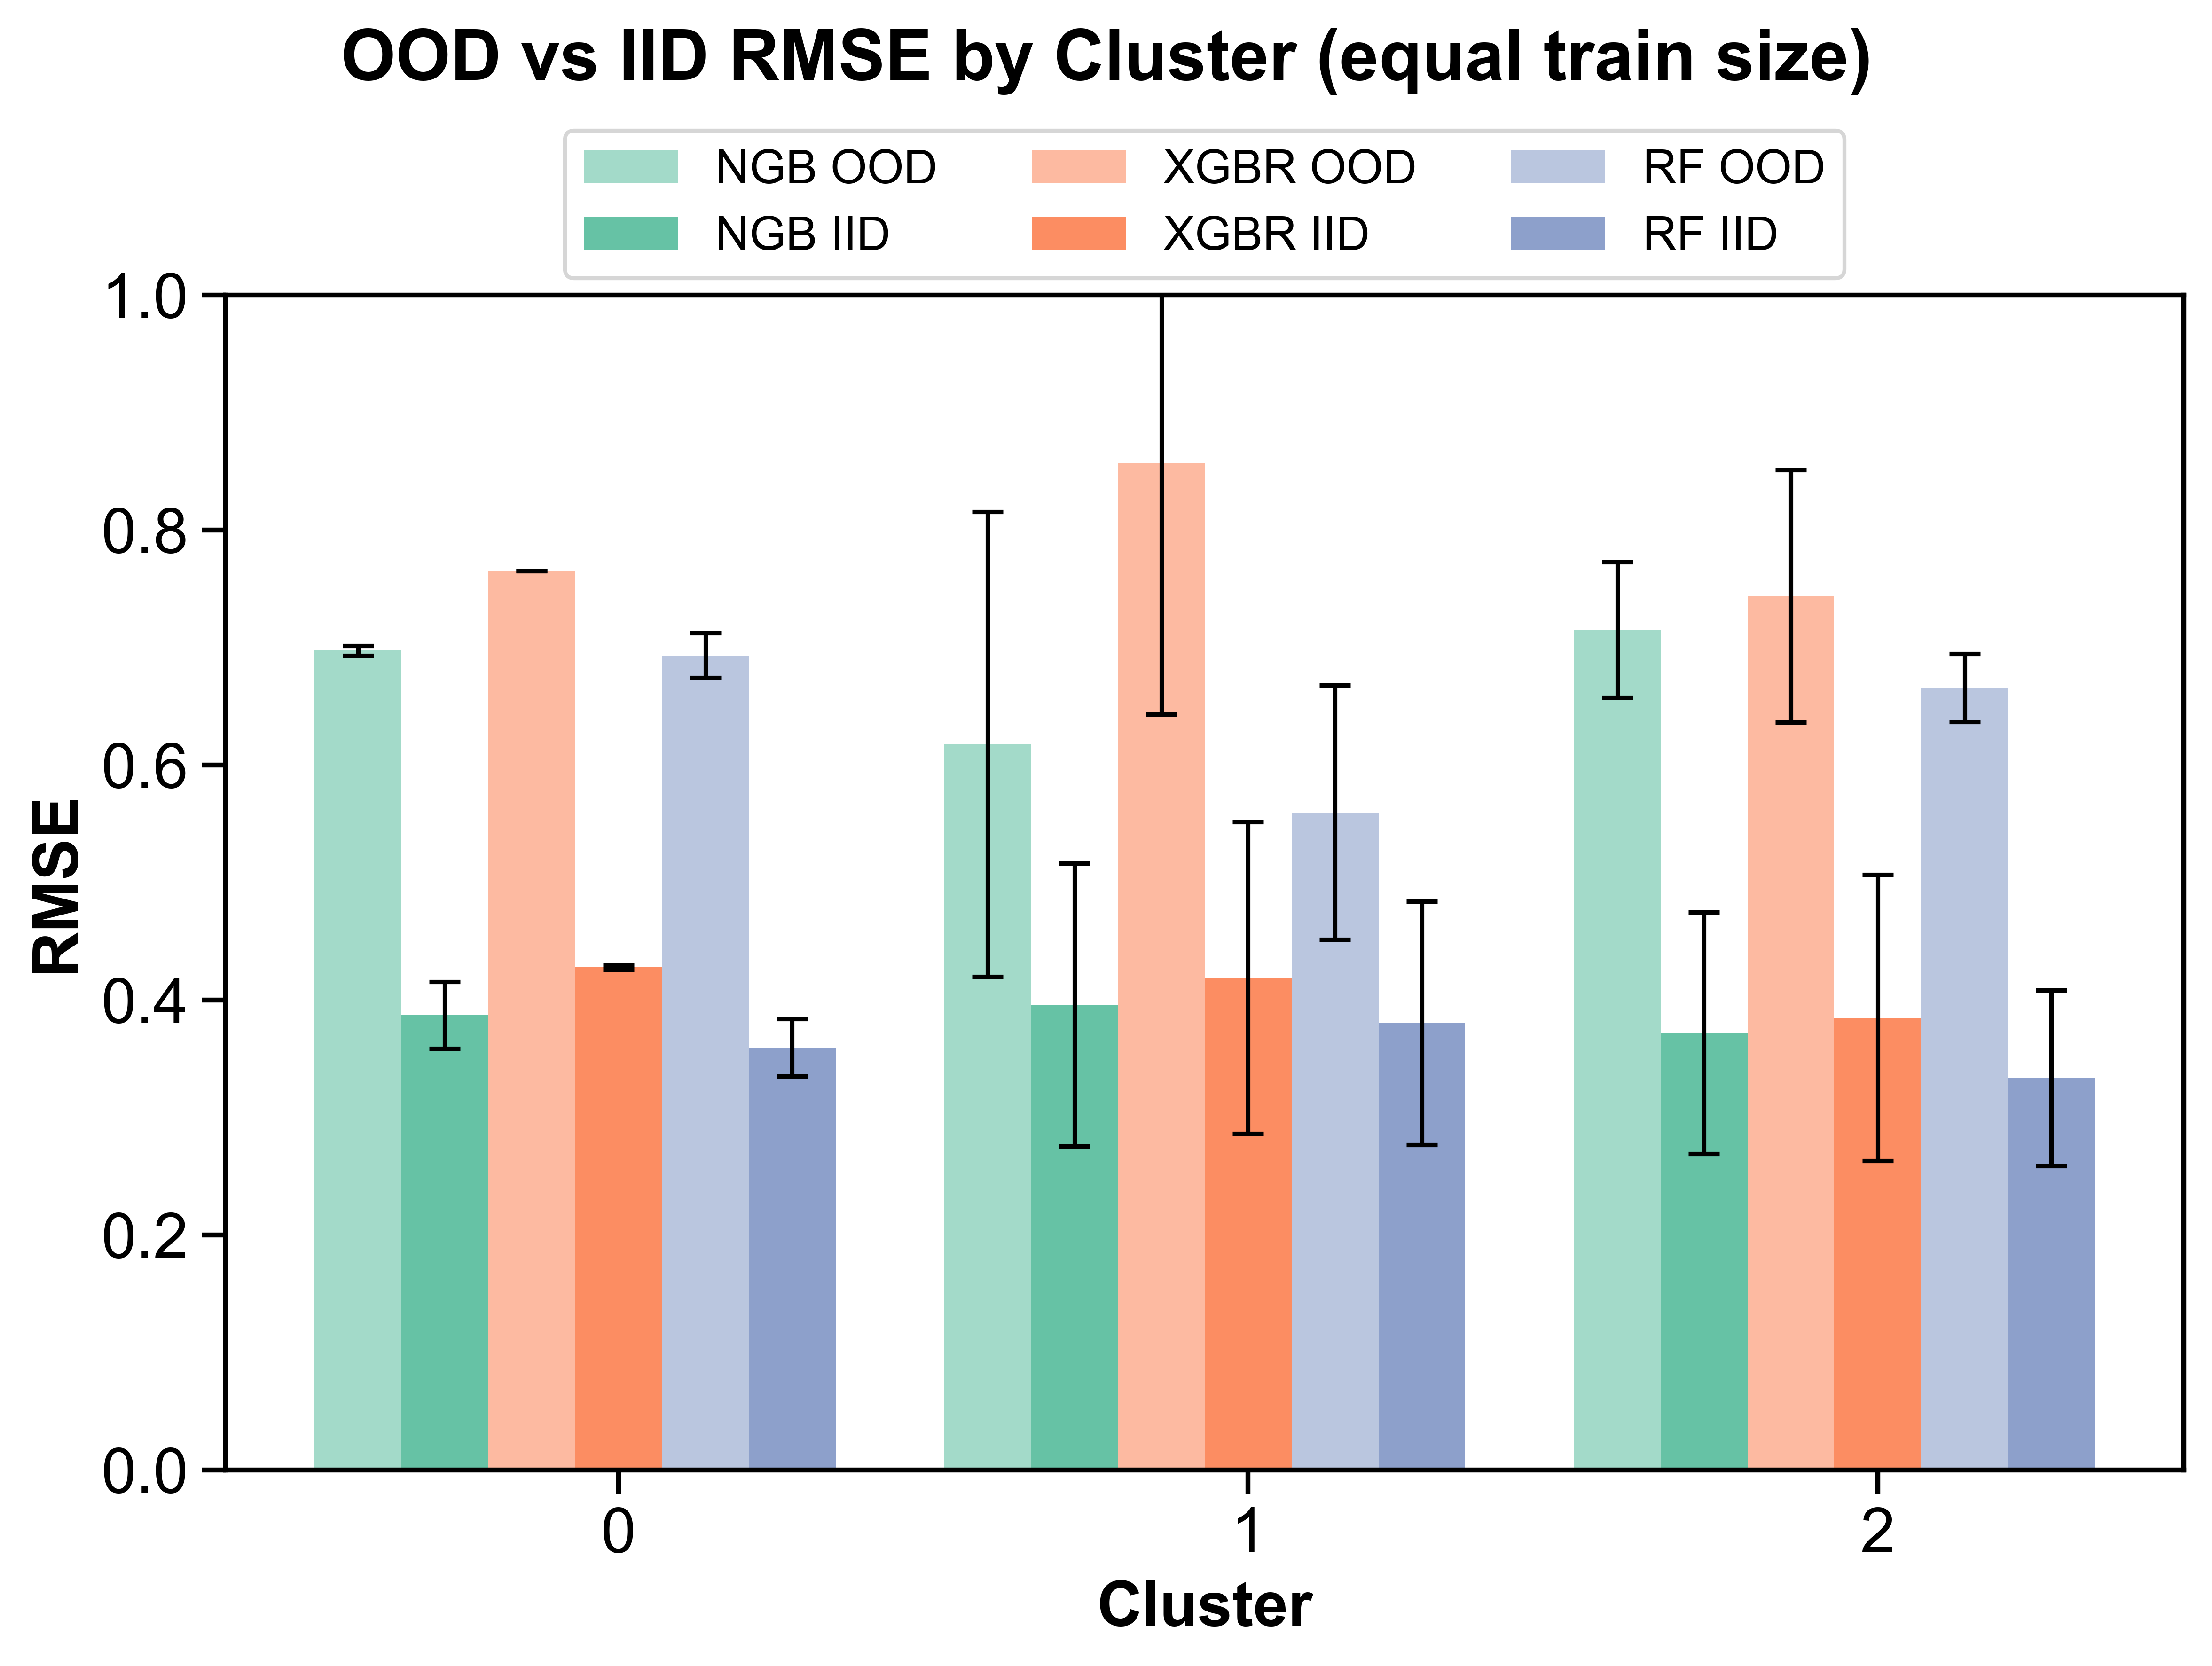 OOD vs IID RMSE by Cluster (equal train size)
NGB OOD XGBR OOD RF OOD
NGB IID XGBR IID RF IID
1.0
0.8
0.6
0.4
0.2
0.0
RMSE
0 1 2
Cluster